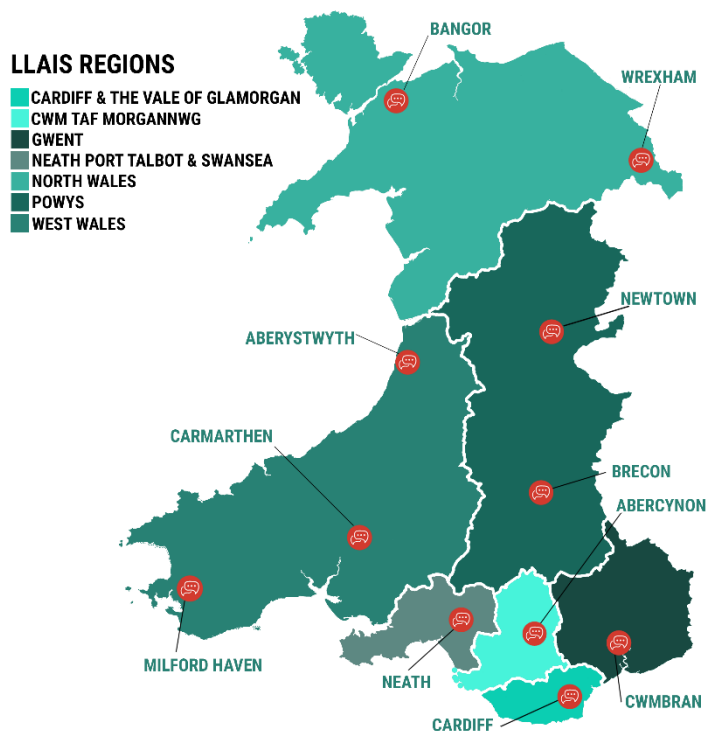 BANGOR
LLAIS REGIONS
WREXHAM
CARDIFF & THE VALE OF GLAMORGAN
CWM TAF MORGANNWG
GWENT
NEATH PORT TALBOT & SWANSEA
NORTH WALES
POWYS
WEST WALES
NEWTOWN
ABERYSTWYTH
CARMARTHEN
BRECON
ABERCYNON
MILFORD HAVEN
NEATH
CWMBRAN
CARDIFF